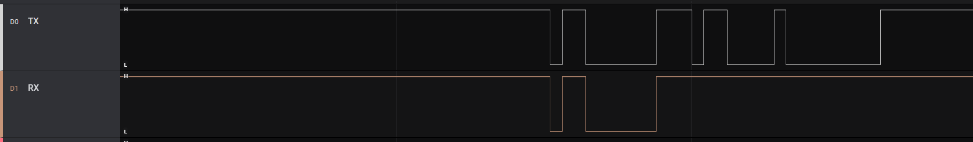 D0 TX H
L
D1 RX H
L